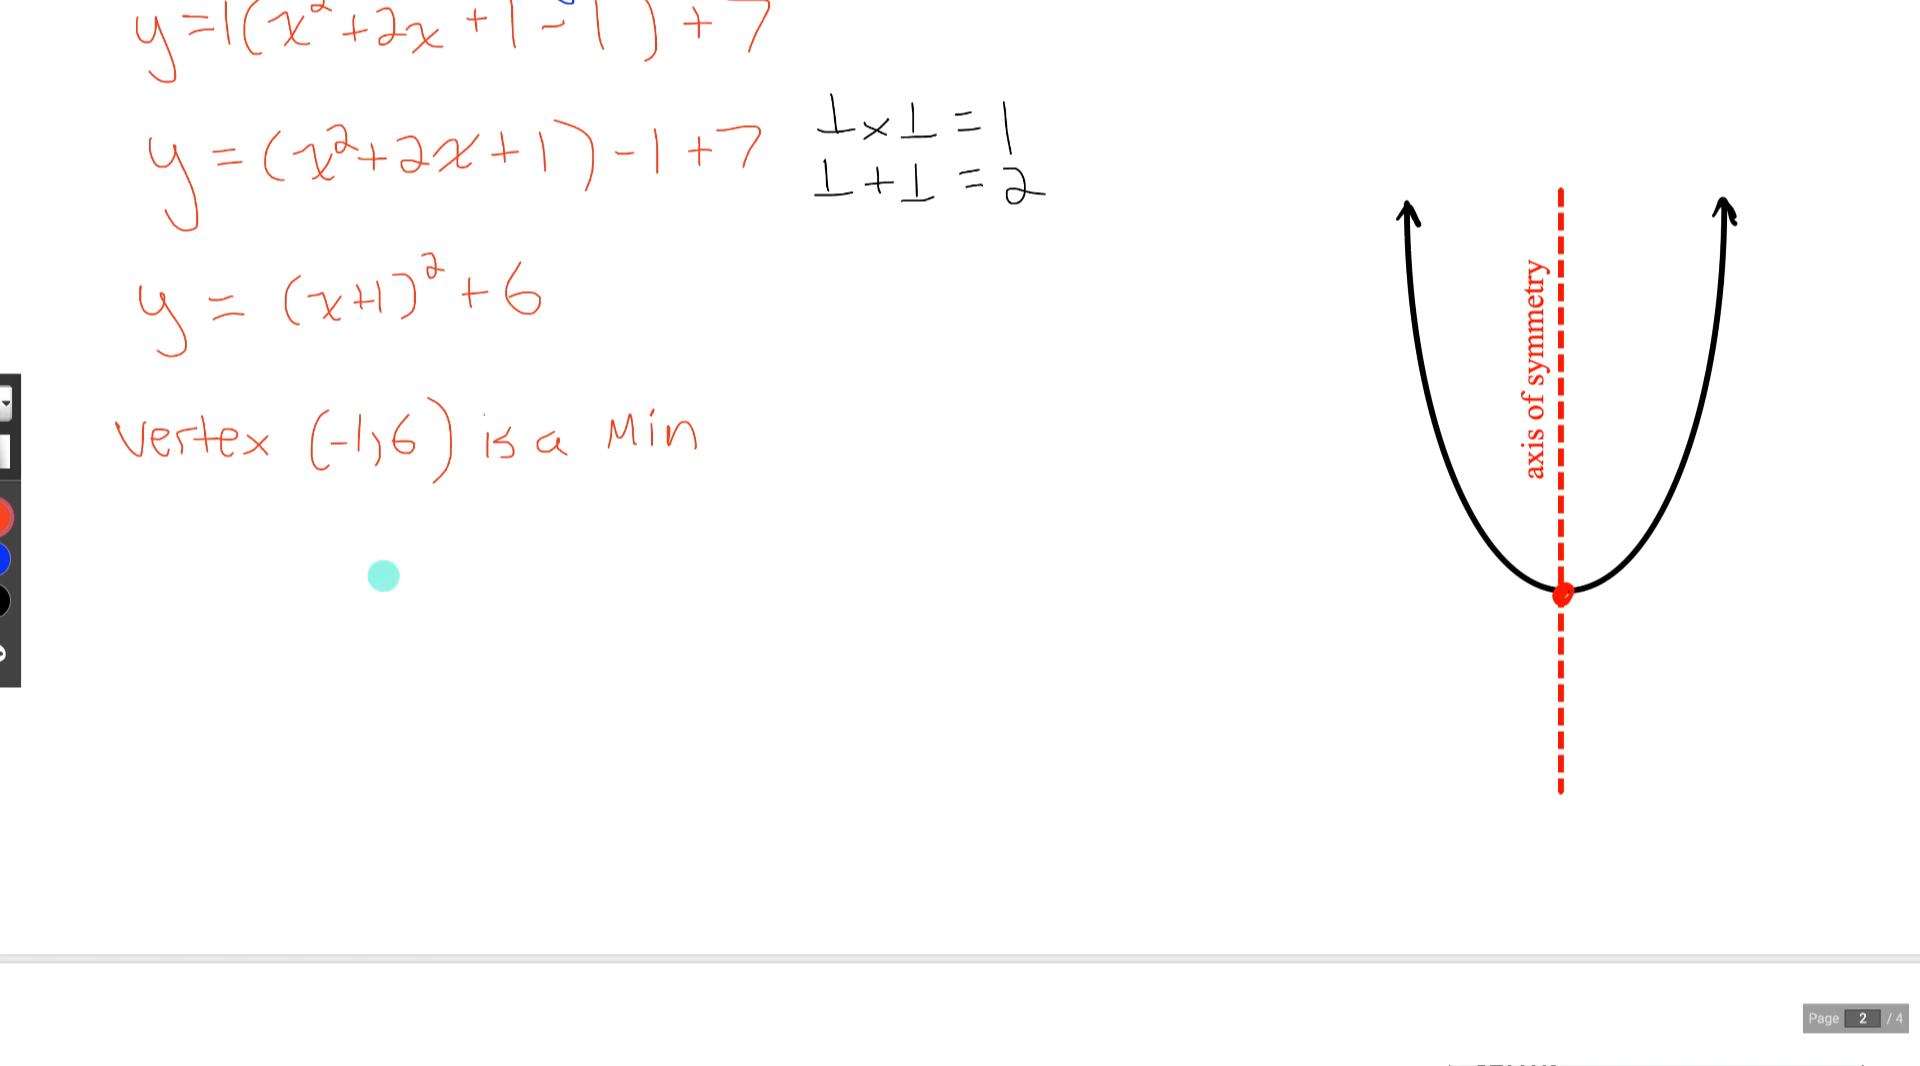 y=1(x²+2x+1-1)+7
y=(x²+2x+1)-1+7
1×1=1
1+1=2
y=(x+1)²+6
vertex (-1,6) is a Min
axis of symmetry
Page 2 / 4